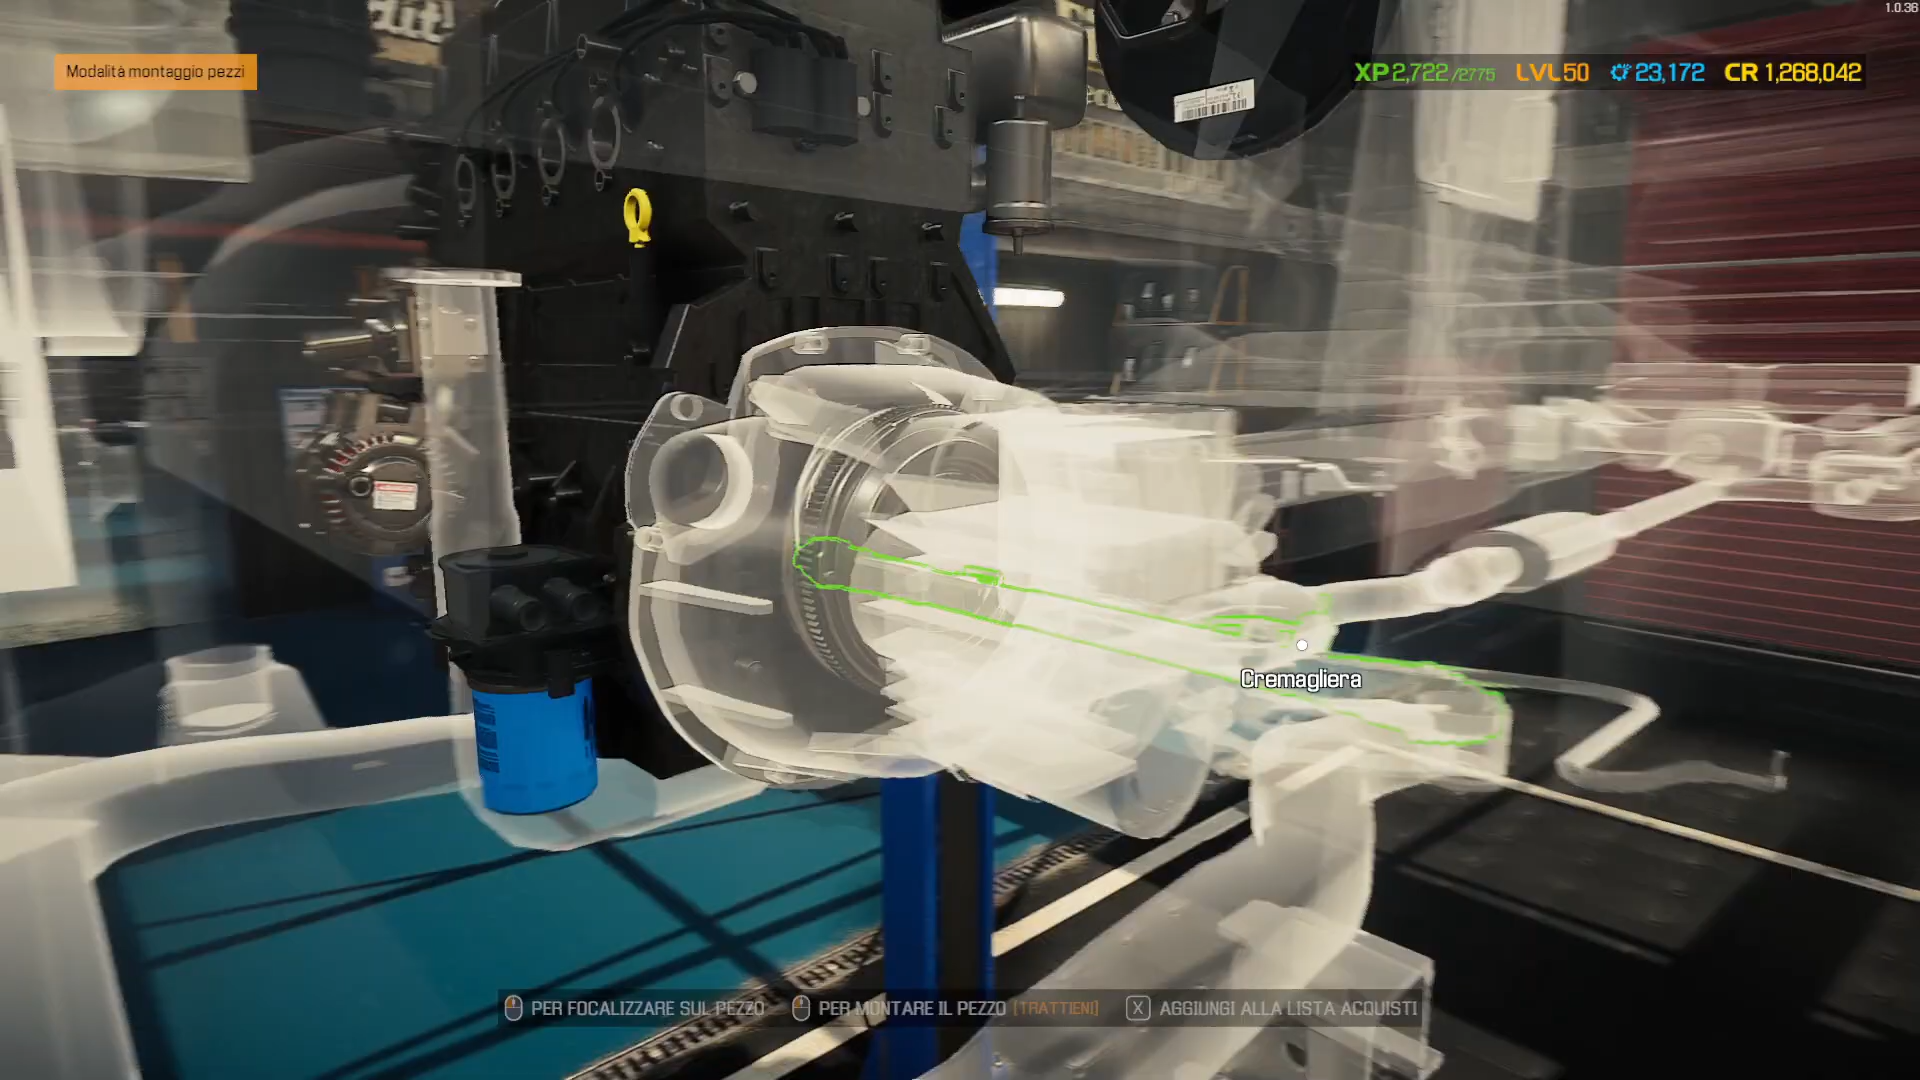 1.0.36
Modalità montaggio pezzi
XP 2,722 /2775 LVL 50 23,172 CR 1,268,042
Cremagliera
PER FOCALIZZARE SUL PEZZO PER MONTARE IL PEZZO [TRATTIENI] X AGGIUNGI ALLA LISTA ACQUISTI